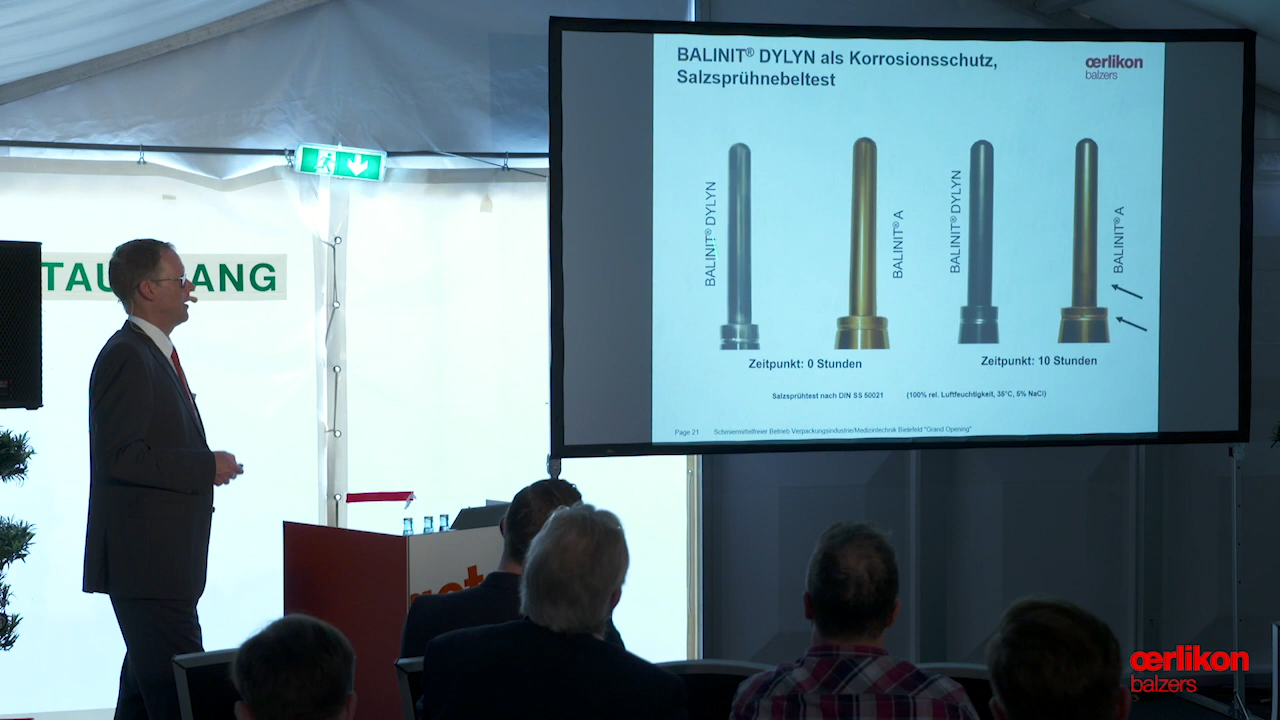 BALINIT® DYLYN als Korrosionsschutz,
Salzsprühnebeltest
œrlikon
balzers
BALINIT® DYLYN
BALINIT® A
BALINIT® DYLYN
BALINIT® A
Zeitpunkt: 0 Stunden
Zeitpunkt: 10 Stunden
Salzsprühtest nach DIN SS 50021 (100% rel. Luftfeuchtigkeit, 35°C, 5% NaCl)
Page 21 Schmiermittelfreier Betrieb Verpackungsindustrie/Medizintechnik Bielefeld "Grand Opening"
œrlikon
balzers